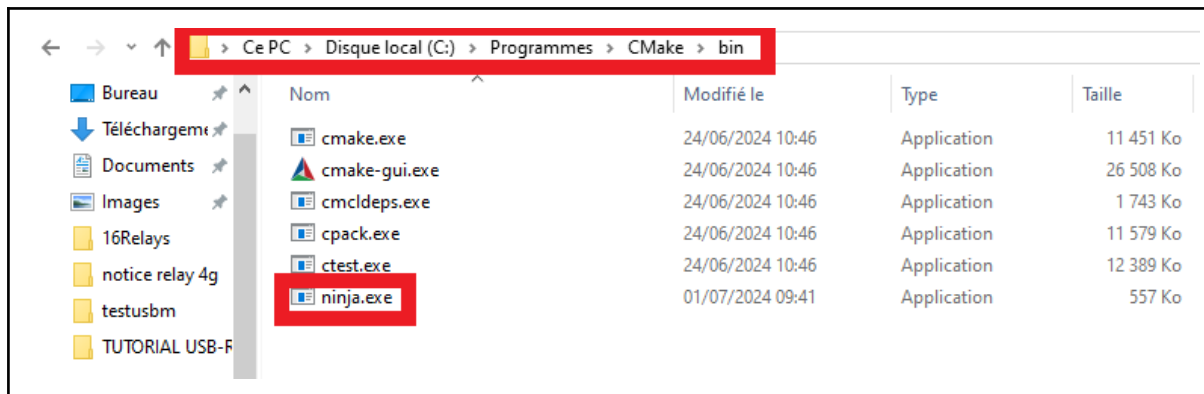 Ce PC > Disque local (C:) > Programmes > CMake > bin
Bureau
Téléchargeme
Documents
Images
16Relays
notice relay 4g
testusbm
TUTORIAL USB-R
Nom Modifié le Type Taille
cmake.exe 24/06/2024 10:46 Application 11 451 Ko
cmake-gui.exe 24/06/2024 10:46 Application 26 508 Ko
cmcldeps.exe 24/06/2024 10:46 Application 1 743 Ko
cpack.exe 24/06/2024 10:46 Application 11 579 Ko
ctest.exe 24/06/2024 10:46 Application 12 389 Ko
ninja.exe 01/07/2024 09:41 Application 557 Ko